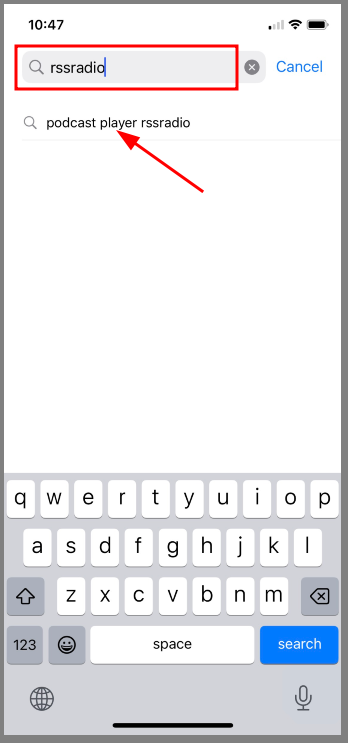 10:47
rssradio
Cancel
podcast player rssradio
q w e r t y u i o p
a s d f g h j k l
z x c v b n m
123 space search